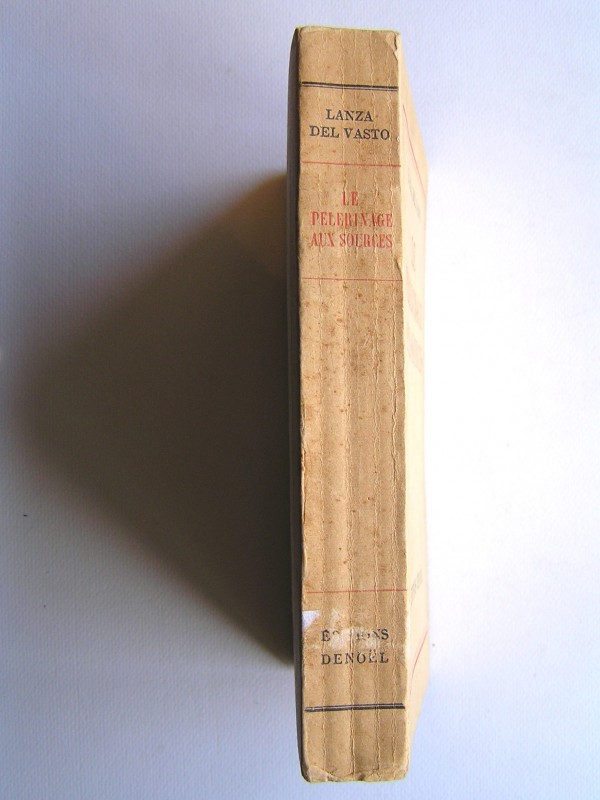 LANZA
DEL VASTO
LE
PELERINAGE
AUX SOURCES
DENOËL